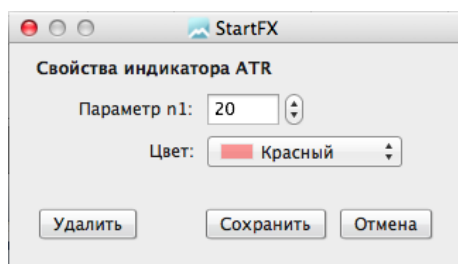 StartFX
Свойства индикатора ATR
Параметр n1: 20
Цвет: Красный
Удалить Сохранить Отмена